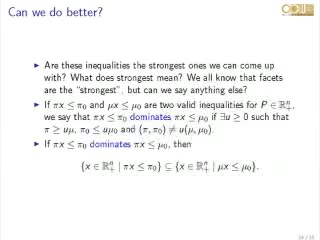 Can we do better?
▶ Are these inequalities the strongest ones we can come up
with? What does strongest mean? We all know that facets
are the "strongest", but can we say anything else?
▶ If πx ≤ π₀ and μx ≤ μ₀ are two valid inequalities for P ∈ ℝⁿ₊,
we say that πx ≤ π₀ dominates μx ≤ μ₀ if ∃u ≥ 0 such that
π ≥ uμ, π₀ ≤ uμ₀ and (π, π₀) ≠ u(μ, μ₀).
▶ If πx ≤ π₀ dominates πx ≤ μ₀, then
{x ∈ ℝⁿ₊ | πx ≤ π₀} ⊆ {x ∈ ℝⁿ₊ | μx ≤ μ₀}.